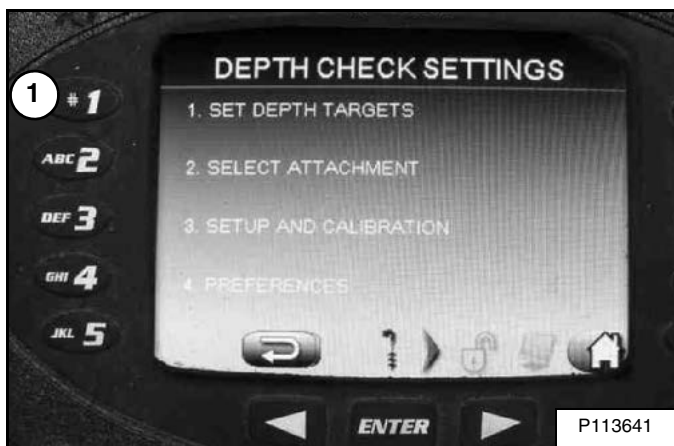 DEPTH CHECK SETTINGS
1
# 1
1. SET DEPTH TARGETS
ABC 2
2. SELECT ATTACHMENT
DEF 3
3. SETUP AND CALIBRATION
GHI 4
4. PREFERENCES
JKL 5
ENTER
P113641